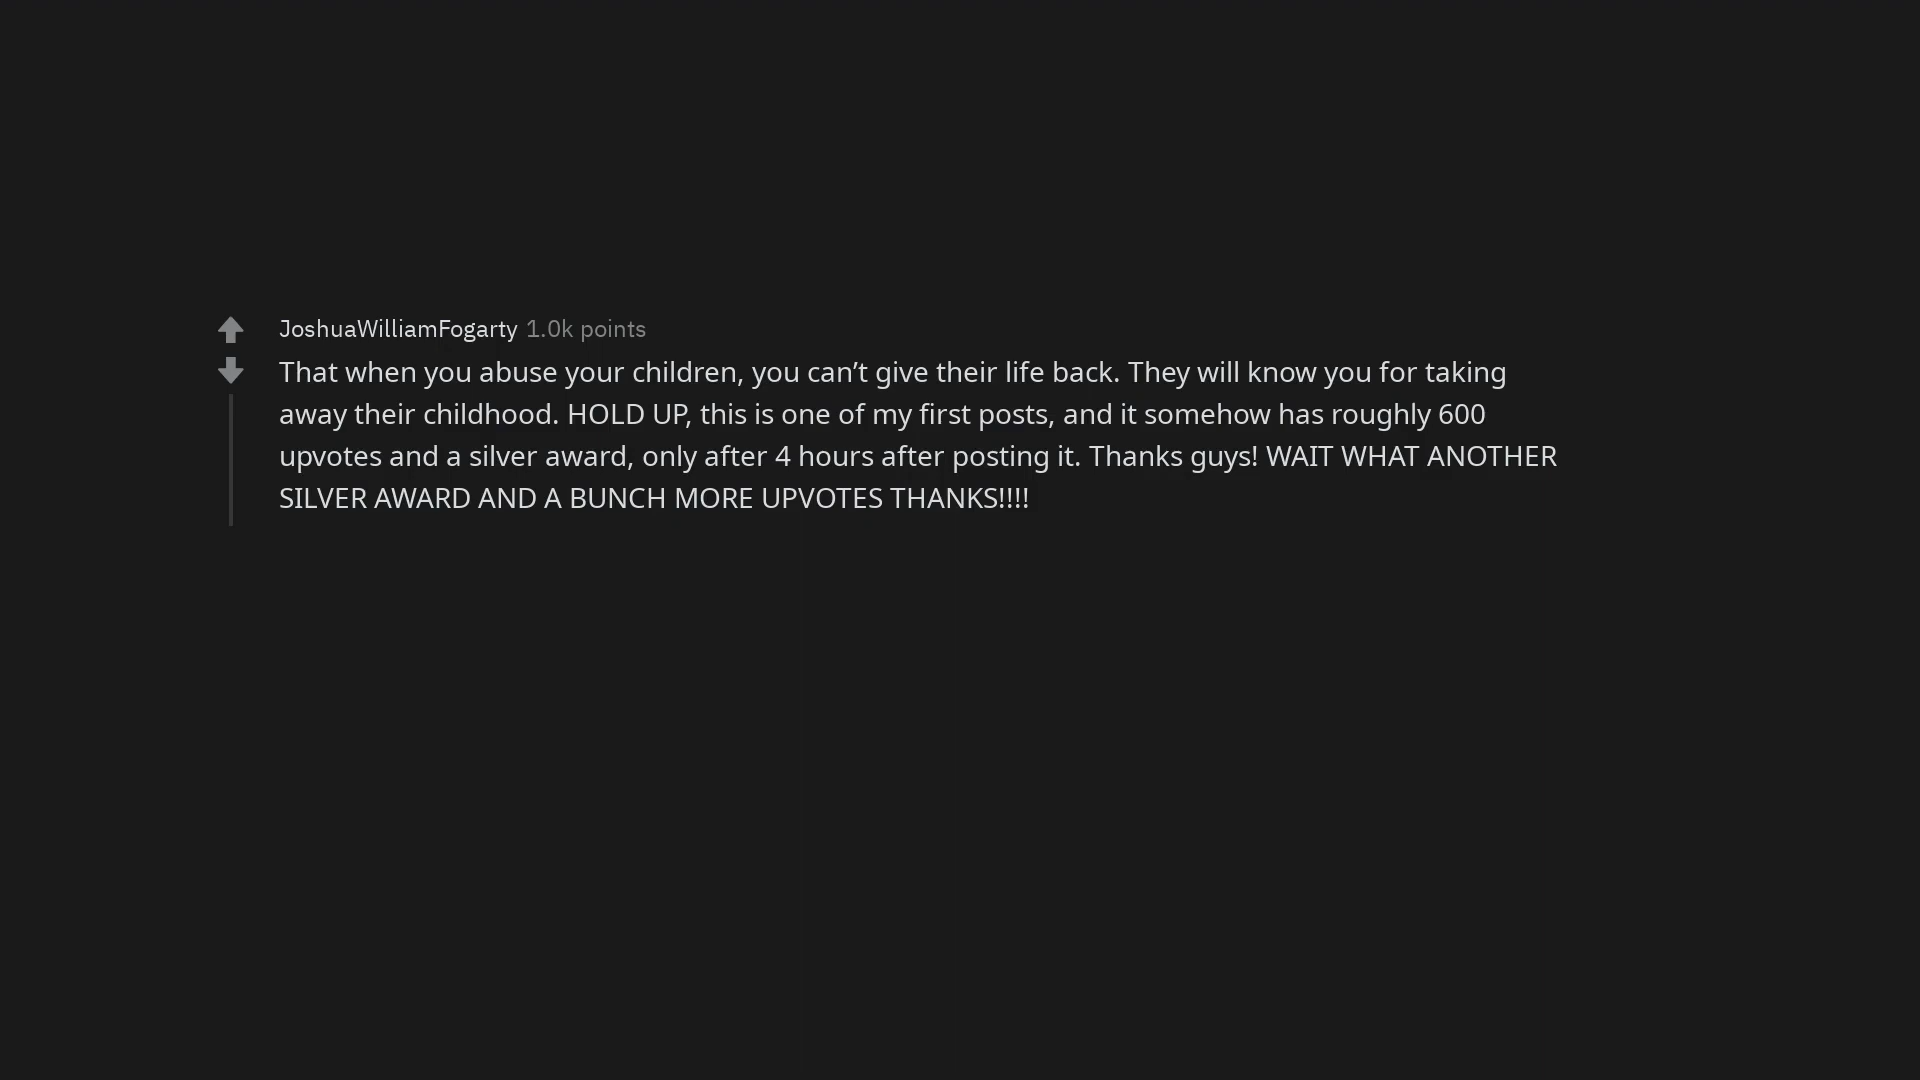 JoshuaWilliamFogarty 1.0k points
That when you abuse your children, you can’t give their life back. They will know you for taking
away their childhood. HOLD UP, this is one of my first posts, and it somehow has roughly 600
upvotes and a silver award, only after 4 hours after posting it. Thanks guys! WAIT WHAT ANOTHER
SILVER AWARD AND A BUNCH MORE UPVOTES THANKS!!!!